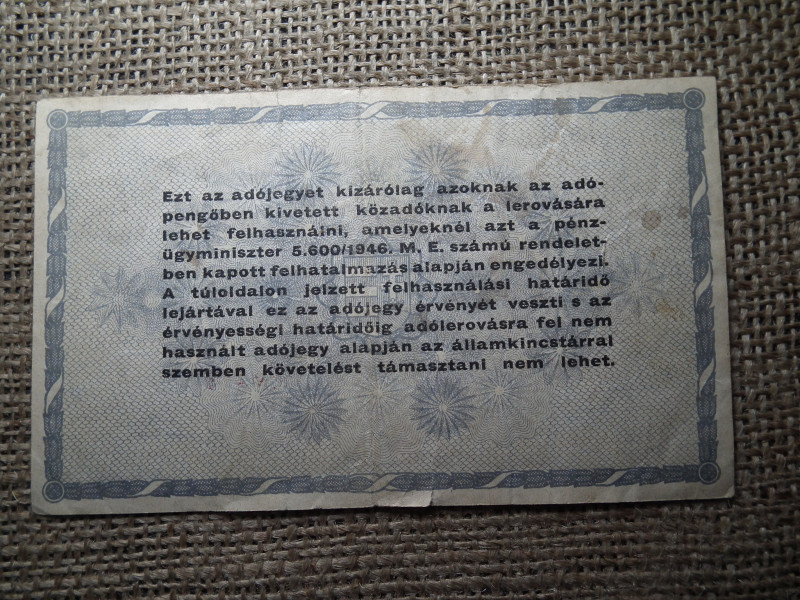 Ezt az adójegyet kizárólag azoknak az adó-
pengőben kivetett közadóknak a lerovására
lehet felhasználni, amelyeknél azt a pénz-
ügyminiszter 5.600/1946. M. E. számú rendelet-
ben kapott felhatalmazás alapján engedélyezi.
A túloldalon jelzett felhasználási határidő
lejártával ez az adójegy érvényét veszti s az
érvényességi határidőig adólerovásra fel nem
használt adójegy alapján az államkincstárral
szemben követelést támasztani nem lehet.